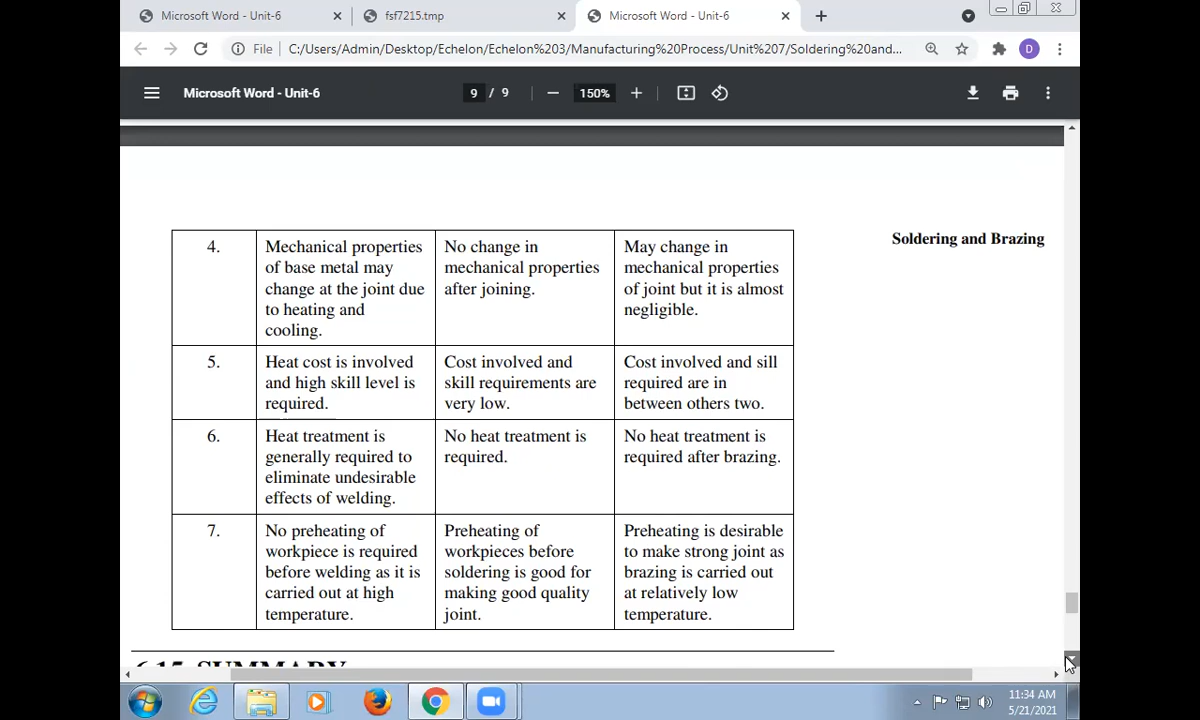 Microsoft Word - Unit-6
fsf7215.tmp
Microsoft Word - Unit-6
File
C:/Users/Admin/Desktop/Echelon/Echelon%203/Manufacturing%20Process/Unit%207/Soldering%20and...
D
Microsoft Word - Unit-6
9 / 9
150%
Soldering and Brazing
4.
Mechanical properties
of base metal may
change at the joint due
to heating and
cooling.
No change in
mechanical properties
after joining.
May change in
mechanical properties
of joint but it is almost
negligible.
5.
Heat cost is involved
and high skill level is
required.
Cost involved and
skill requirements are
very low.
Cost involved and sill
required are in
between others two.
6.
Heat treatment is
generally required to
eliminate undesirable
effects of welding.
No heat treatment is
required.
No heat treatment is
required after brazing.
7.
No preheating of
workpiece is required
before welding as it is
carried out at high
temperature.
Preheating of
workpieces before
soldering is good for
making good quality
joint.
Preheating is desirable
to make strong joint as
brazing is carried out
at relatively low
temperature.
6.15 SUMMARY
11:34 AM
5/21/2021